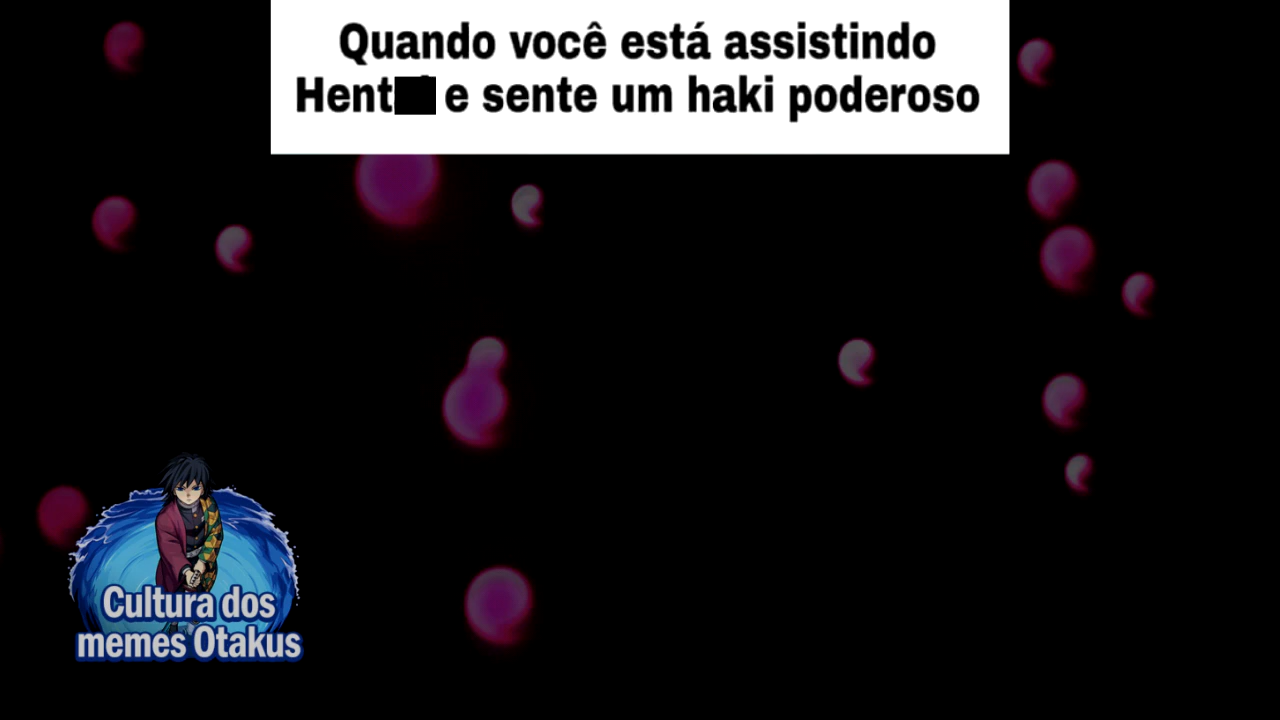 Quando você está assistindo
Hent e sente um haki poderoso
Cultura dos
memes Otakus